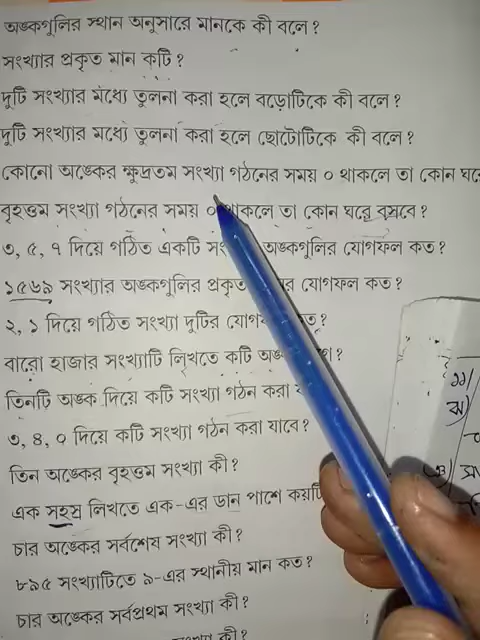 অঙ্কগুলির স্থান অনুসারে মানকে কী বলে?
সংখ্যার প্রকৃত মান কটি?
দুটি সংখ্যার মধ্যে তুলনা করা হলে বড়োটিকে কী বলে?
দুটি সংখ্যার মধ্যে তুলনা করা হলে ছোটোটিকে কী বলে?
কোনো অঙ্কের ক্ষুদ্রতম সংখ্যা গঠনের সময় ০ থাকলে তা কোন ঘরে
বৃহত্তম সংখ্যা গঠনের সময় ০ থাকলে তা কোন ঘরে বসবে?
৩, ৫, ৭ দিয়ে গঠিত একটি অঙ্কগুলির যোগফল কত?
১৫৬৯ সংখ্যার অঙ্কগুলির প্রকৃত যোগফল কত?
২, ১ দিয়ে গঠিত সংখ্যা দুটির
বারো হাজার সংখ্যাটি লিখতে কটি
তিনটি অঙ্ক দিয়ে কটি সংখ্যা গঠন করা
৩, ৪, ০ দিয়ে কটি সংখ্যা গঠন করা যাবে?
তিন অঙ্কের বৃহত্তম সংখ্যা কী?
এক সহস্র লিখতে এক-এর ডান পাশে কয়টি
চার অঙ্কের সর্বশেষ সংখ্যা কী?
৮৯৫ সংখ্যাটিতে ৯-এর স্থানীয় মান কত?
চার অঙ্কের সর্বপ্রথম সংখ্যা কী?
কী?